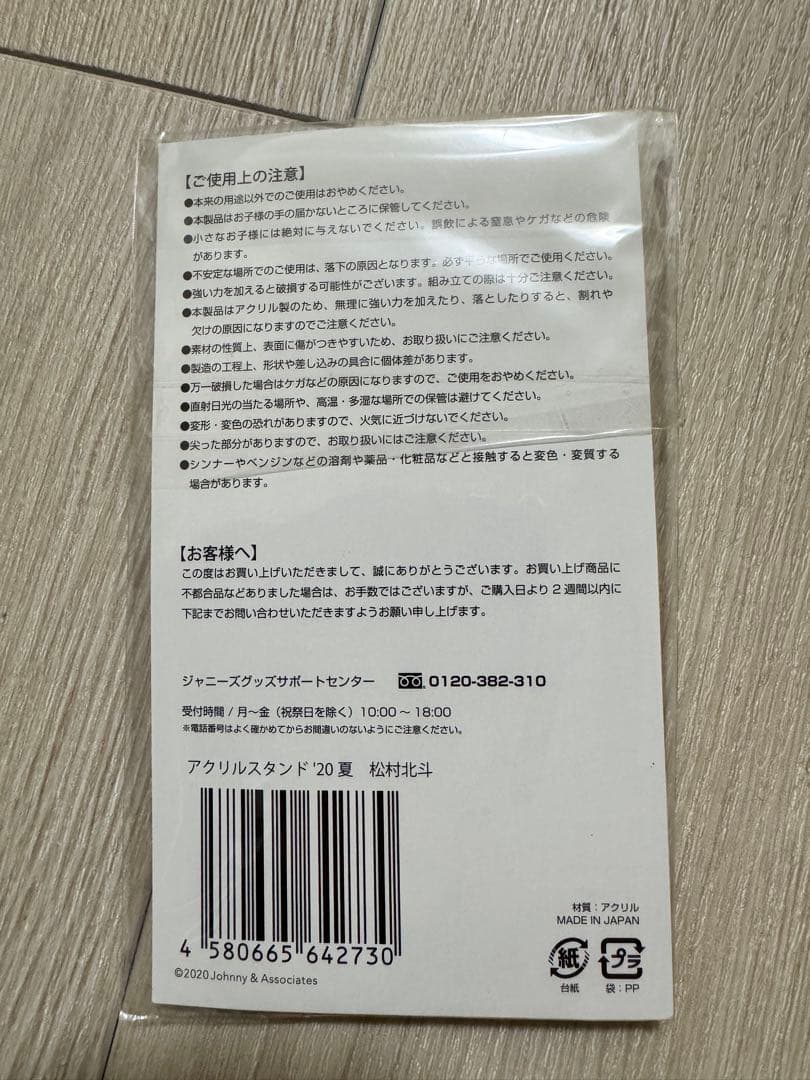 【ご使用上の注意】
●本来の用途以外でのご使用はおやめください。
●本製品はお子様の手の届かないところに保管してください。
●小さなお子様には絶対に与えないでください。誤飲による窒息やケガなどの危険
があります。
●不安定な場所でのご使用は、落下の原因となります。必ず平らな場所でご使用ください。
●強い力を加えると破損する可能性がございます。組み立ての際は十分ご注意ください。
●本製品はアクリル製のため、無理に強い力を加えたり、落としたりすると、割れや
欠けの原因になりますのでご注意ください。
●素材の性質上、表面に傷がつきやすいため、お取り扱いにご注意ください。
●製造の工程上、形状や差し込みの具合に個体差があります。
●万一破損した場合はケガなどの原因になりますので、ご使用をおやめください。
●直射日光の当たる場所や、高温・多湿な場所での保管は避けてください。
●変形・変色の恐れがありますので、火気に近づけないでください。
●尖った部分がありますので、お取り扱いにはご注意ください。
●シンナーやベンジンなどの溶剤や薬品・化粧品などと接触すると変色・変質する
場合があります。
【お客様へ】
この度はお買い上げいただきまして、誠にありがとうございます。お買い上げ商品に
不都合品などありました場合は、お手数ではございますが、ご購入日より2週間以内に
下記までお問い合わせいただきますようお願い申し上げます。
ジャニーズグッズサポートセンター 0120-382-310
受付時間/月〜金(祝祭日を除く)10:00〜18:00
※電話番号はよく確かめてからお間違いのないようにご注意ください。
アクリルスタンド '20 夏 松村北斗
4 580665 642730
©2020 Johnny & Associates
材質：アクリル
MADE IN JAPAN
紙 プラ
台紙 袋：PP